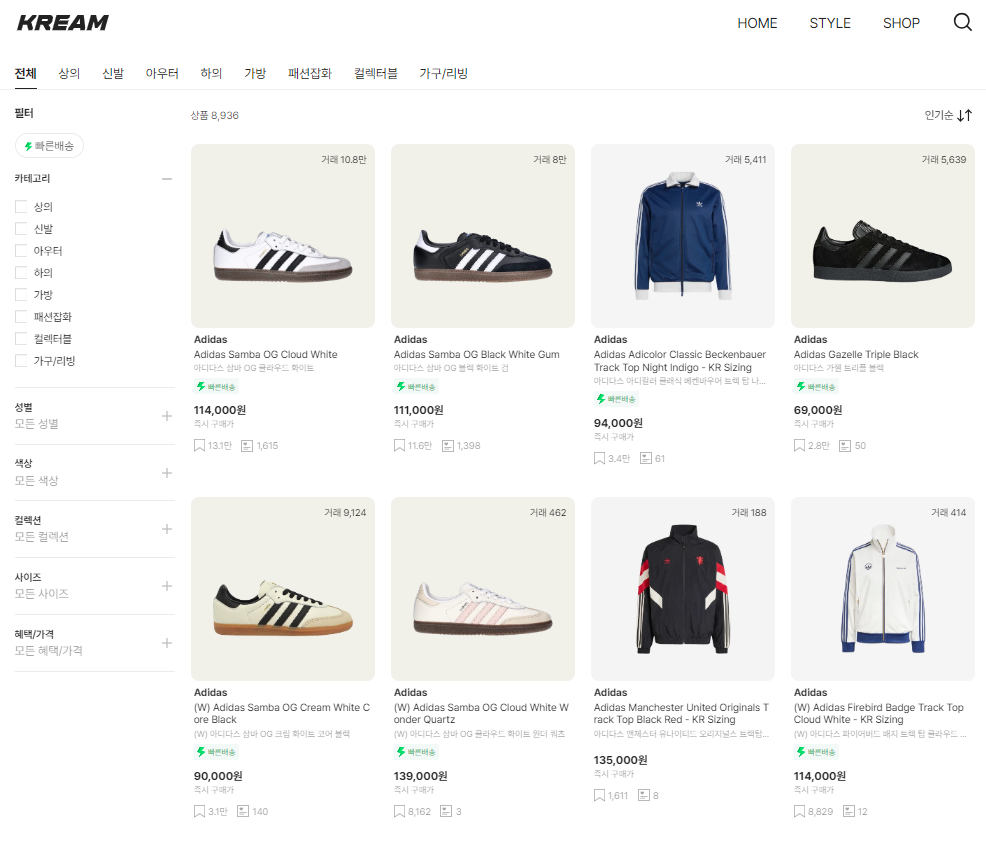 KREAM
HOME
STYLE
SHOP
전체
상의
신발
아우터
하의
가방
패션잡화
컬렉터블
가구/리빙
필터
빠른배송
카테고리
상의
신발
아우터
하의
가방
패션잡화
컬렉터블
가구/리빙
성별
모든 성별
색상
모든 색상
컬렉션
모든 컬렉션
사이즈
모든 사이즈
혜택/가격
모든 혜택/가격
상품 8,936
인기순
거래 10.8만
Adidas
Adidas Samba OG Cloud White
아디다스 삼바 OG 클라우드 화이트
빠른배송
114,000원
즉시 구매가
13.1만
1,615
거래 8만
Adidas
Adidas Samba OG Black White Gum
아디다스 삼바 OG 블랙 화이트 검
빠른배송
111,000원
즉시 구매가
11.6만
1,398
거래 5,411
Adidas
Adidas Adicolor Classic Beckenbauer
Track Top Night Indigo - KR Sizing
아디다스 아디컬러 클래식 베켄바우어 트랙 탑 나...
빠른배송
94,000원
즉시 구매가
3.4만
61
거래 5,639
Adidas
Adidas Gazelle Triple Black
아디다스 가젤 트리플 블랙
빠른배송
69,000원
즉시 구매가
2.8만
50
거래 9,124
Adidas
(W) Adidas Samba OG Cream White C
ore Black
(W) 아디다스 삼바 OG 크림 화이트 코어 블랙
빠른배송
90,000원
즉시 구매가
3.1만
140
거래 462
Adidas
(W) Adidas Samba OG Cloud White W
onder Quartz
(W) 아디다스 삼바 OG 클라우드 화이트 원더 쿼츠
빠른배송
139,000원
즉시 구매가
8,162
3
거래 188
Adidas
Adidas Manchester United Originals T
rack Top Black Red - KR Sizing
아디다스 맨체스터 유나이티드 오리지널스 트랙탑...
135,000원
즉시 구매가
1,611
8
거래 414
Adidas
(W) Adidas Firebird Badge Track Top
Cloud White - KR Sizing
(W) 아디다스 파이어버드 배지 트랙 탑 클라우드 ...
빠른배송
114,000원
즉시 구매가
8,829
12